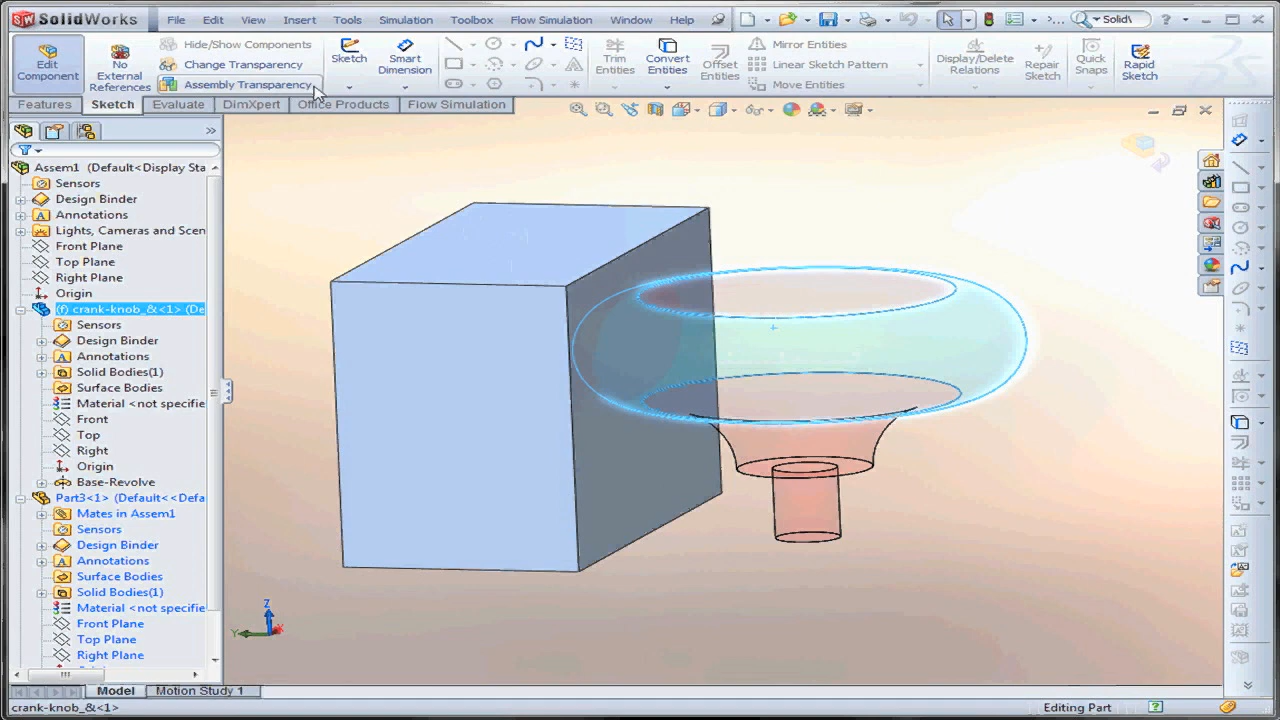 SolidWorks File Edit View Insert Tools Simulation Toolbox Flow Simulation Window Help Solid\
Edit Component
No External References
Hide/Show Components
Change Transparency
Assembly Transparency
Sketch
Smart Dimension
Trim Entities
Convert Entities
Offset Entities
Mirror Entities
Linear Sketch Pattern
Move Entities
Display/Delete Relations
Repair Sketch
Quick Snaps
Rapid Sketch
Features Sketch Evaluate DimXpert Office Products Flow Simulation
Assem1 (Default<Display Sta
Sensors
Design Binder
Annotations
Lights, Cameras and Scen
Front Plane
Top Plane
Right Plane
Origin
(f) crank-knob_&<1> (De
Sensors
Design Binder
Annotations
Solid Bodies(1)
Surface Bodies
Material <not specifie
Front
Top
Right
Origin
Base-Revolve
Part3<1> (Default<<Defa
Mates in Assem1
Sensors
Design Binder
Annotations
Surface Bodies
Solid Bodies(1)
Material <not specifie
Front Plane
Top Plane
Right Plane
Z
Y
Model Motion Study 1
crank-knob_&<1> Editing Part